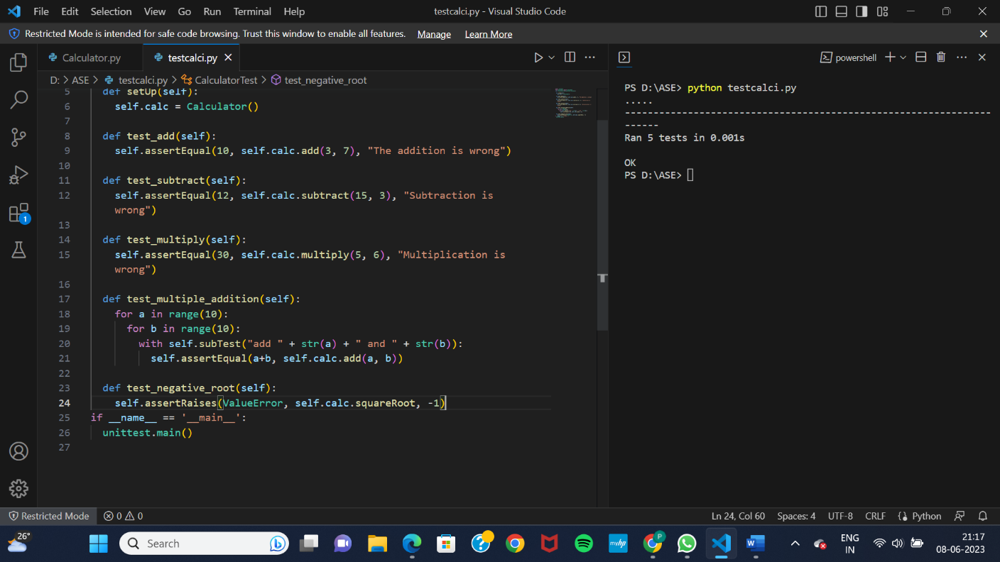 File Edit Selection View Go Run Terminal Help
testcalci.py - Visual Studio Code
Restricted Mode is intended for safe code browsing. Trust this window to enable all features. Manage Learn More
Calculator.py testcalci.py
D: > ASE > testcalci.py > CalculatorTest > test_negative_root
5 def setUp(self):
6 self.calc = Calculator()
7
8 def test_add(self):
9 self.assertEqual(10, self.calc.add(3, 7), "The addition is wrong")
10
11 def test_subtract(self):
12 self.assertEqual(12, self.calc.subtract(15, 3), "Subtraction is
wrong")
13
14 def test_multiply(self):
15 self.assertEqual(30, self.calc.multiply(5, 6), "Multiplication is
wrong")
16
17 def test_multiple_addition(self):
18 for a in range(10):
19 for b in range(10):
20 with self.subTest("add " + str(a) + " and " + str(b)):
21 self.assertEqual(a+b, self.calc.add(a, b))
22
23 def test_negative_root(self):
24 self.assertRaises(ValueError, self.calc.squareRoot, -1)
25 if __name__ == '__main__':
26 unittest.main()
27
powershell
PS D:\ASE> python testcalci.py
.....
----------------------------------------------------------------
------
Ran 5 tests in 0.001s
OK
PS D:\ASE>
1
Restricted Mode 0 0
Ln 24, Col 60 Spaces: 4 UTF-8 CRLF Python
26°
Search
myhp
P
W
ENG
IN
21:17
08-06-2023